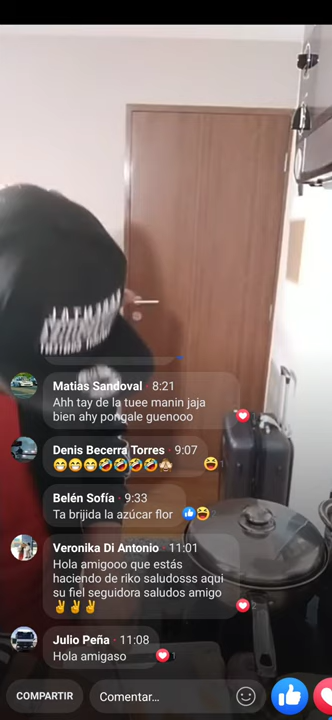 Matias Sandoval · 8:21
Ahh tay de la tuee manin jaja
bien ahy pongale guenooo
Denis Becerra Torres · 9:07
😁😁😁🤣🤣🤣🤣🙈
Belén Sofía · 9:33
Ta brijida la azúcar flor
Veronika Di Antonio · 11:01
Hola amigooo que estás
haciendo de riko saludosss aqui
su fiel seguidora saludos amigo
✌✌✌
Julio Peña · 11:08
Hola amigaso
1
COMPARTIR
Comentar...